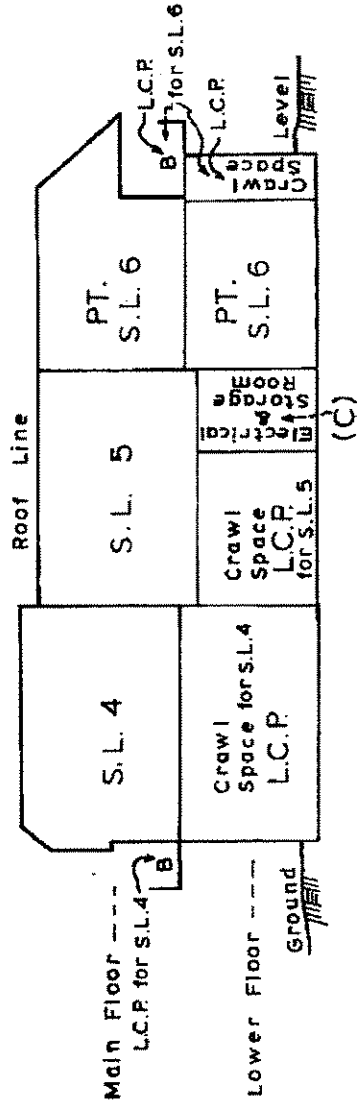 Roof Line
Main Floor ---
L.C.P. for S.L.4
B
S.L. 4
S.L. 5
PT.
S.L. 6
B
L.C.P.
for S.L.6
L.C.P.
Lower Floor ---
Ground
Crawl
Space for S.L.4
L.C.P.
Crawl
Space
L.C.P.
for S.L.5
Electrical
&
Storage
Room
(C)
PT.
S.L. 6
Crawl
Space
Level